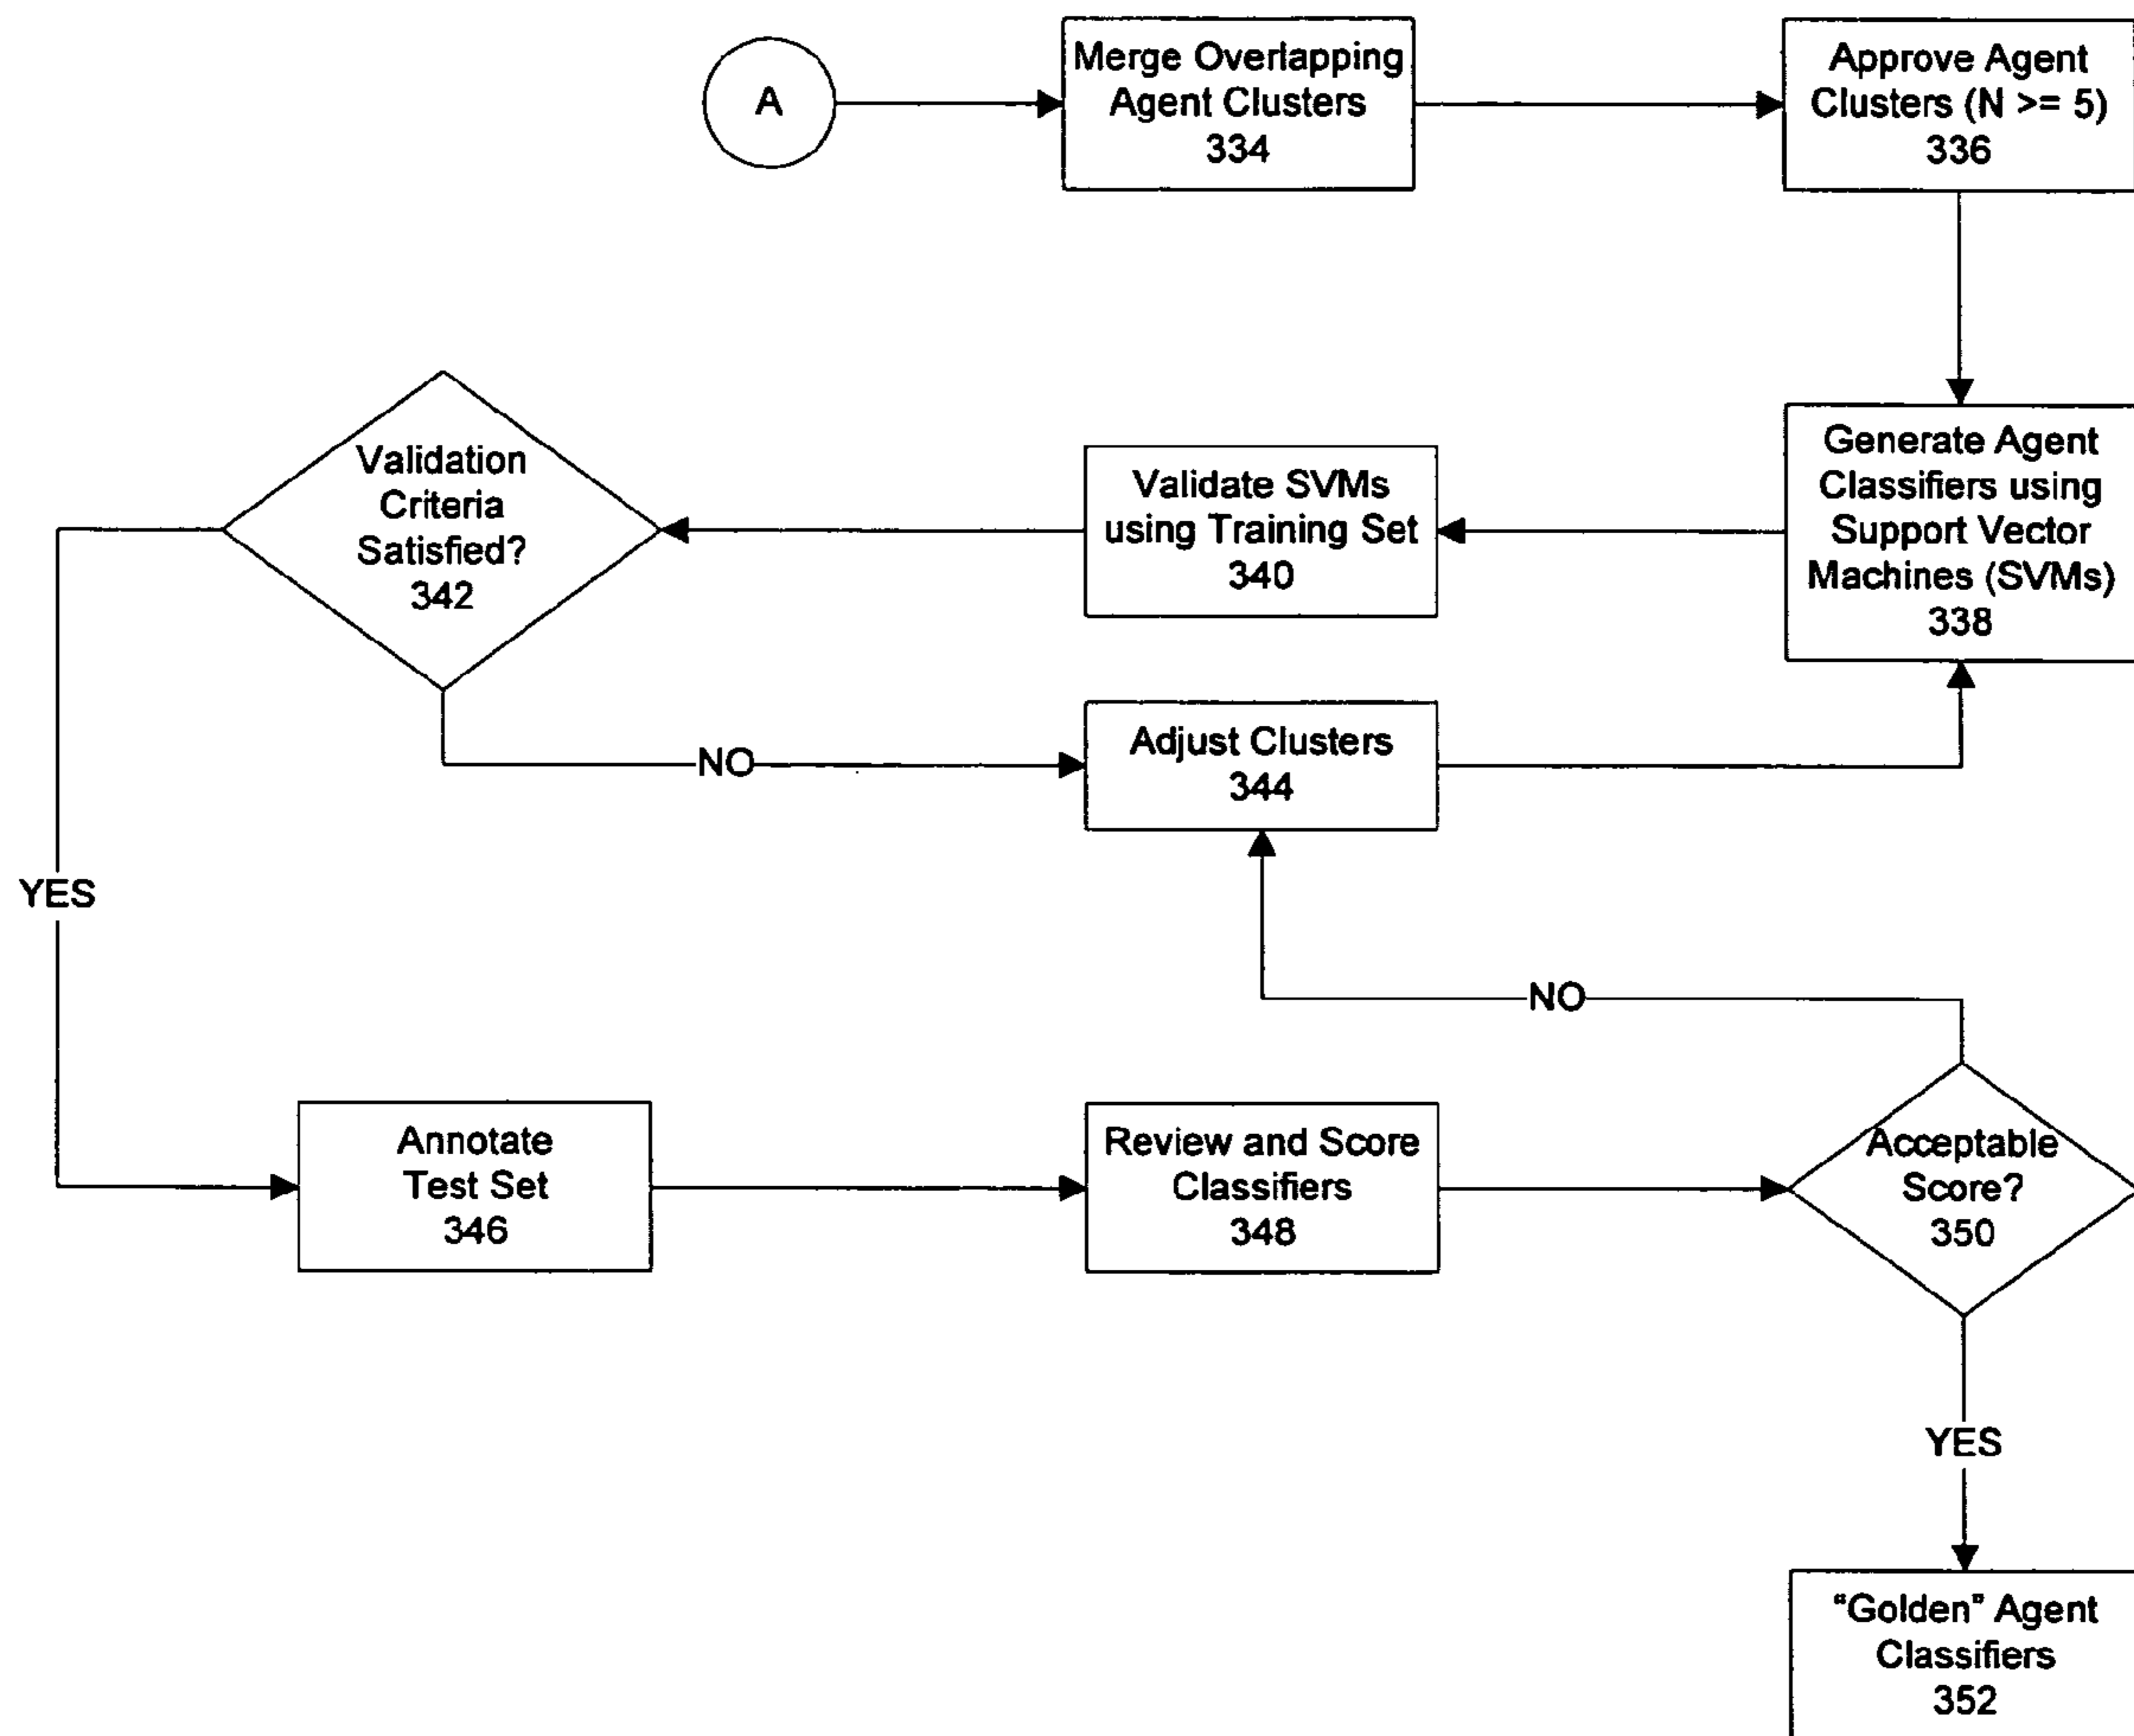 A
Merge Overlapping
Agent Clusters
334
Approve Agent
Clusters (N >= 5)
336
Validation
Criteria
Satisfied?
342
Validate SVMs
using Training Set
340
Generate Agent
Classifiers using
Support Vector
Machines (SVMs)
338
NO
Adjust Clusters
344
YES
NO
Annotate
Test Set
346
Review and Score
Classifiers
348
Acceptable
Score?
350
YES
"Golden" Agent
Classifiers
352